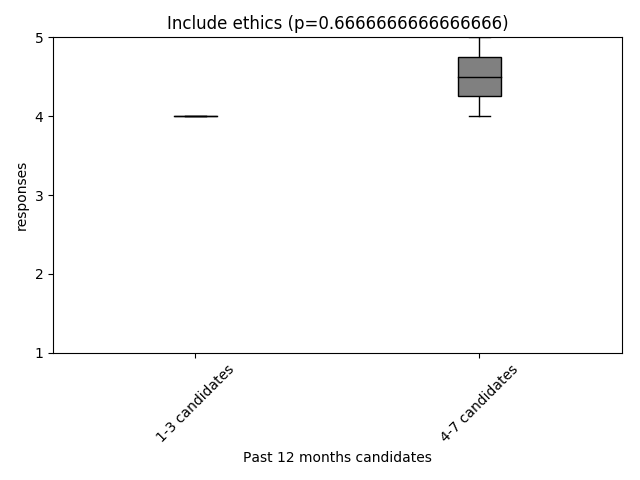 Include ethics (p=0.6666666666666666)
5
4
3
2
1
responses
1-3 candidates
4-7 candidates
Past 12 months candidates